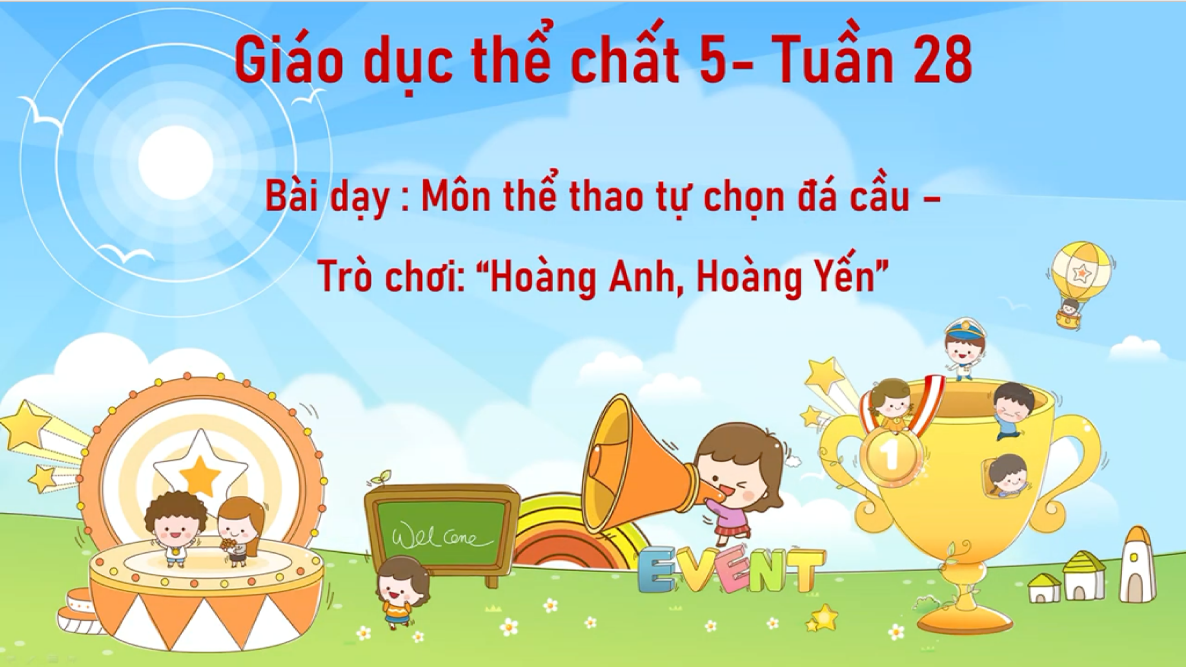 Giáo dục thể chất 5- Tuần 28
Bài dạy : Môn thể thao tự chọn đá cầu –
Trò chơi: “Hoàng Anh, Hoàng Yến”
1
Welcome
EVENT